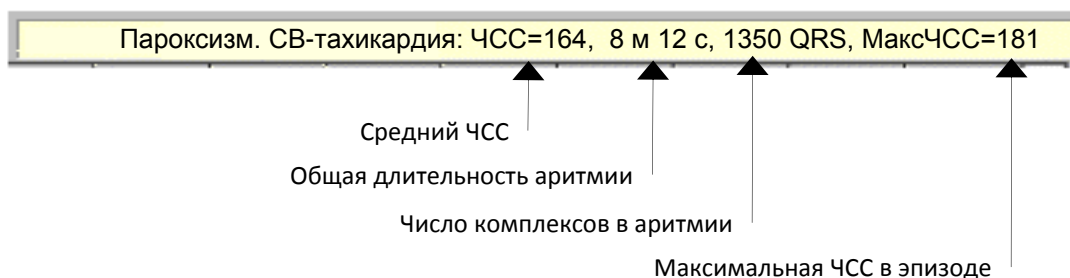 Пароксизм. СВ-тахикардия: ЧСС=164, 8 м 12 с, 1350 QRS, МаксЧСС=181
Средний ЧСС
Общая длительность аритмии
Число комплексов в аритмии
Максимальная ЧСС в эпизоде